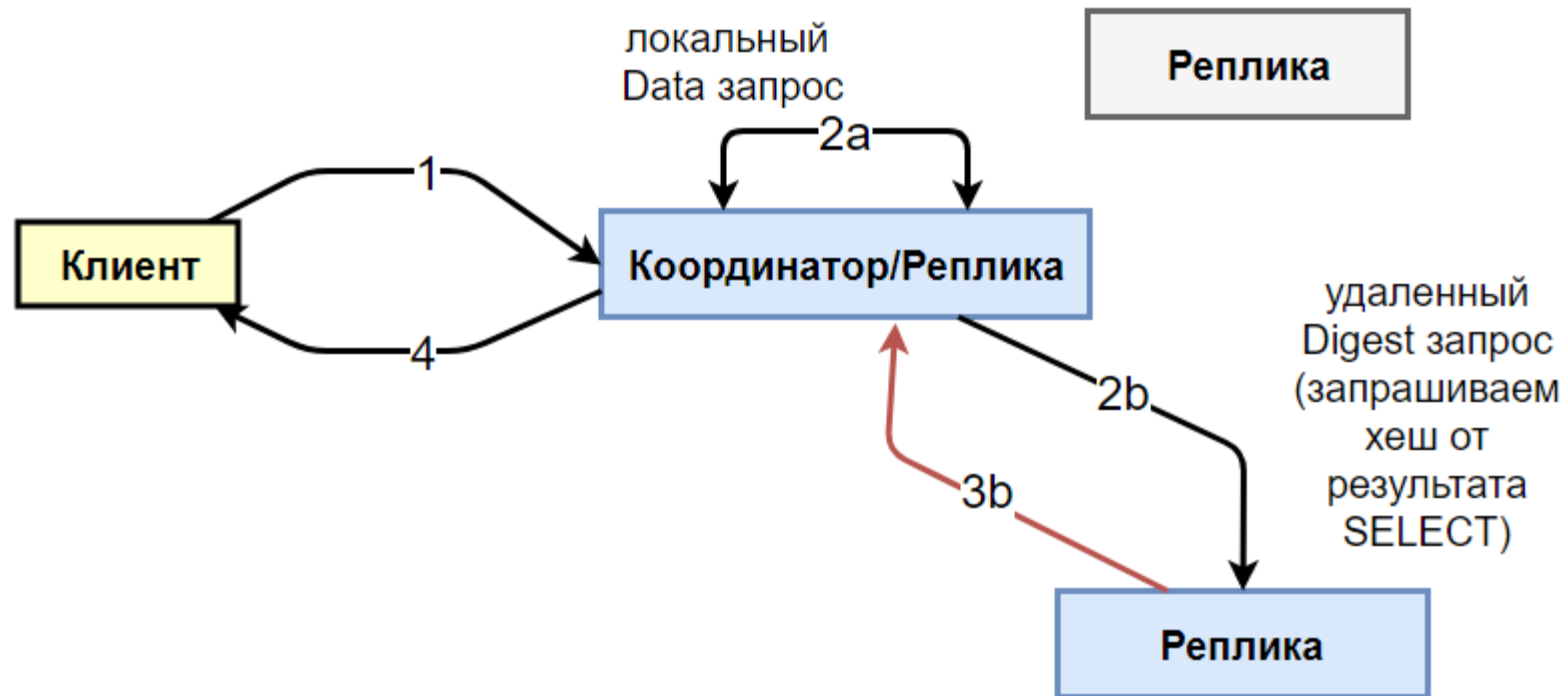 локальный
Data запрос
Реплика
2a
1
Клиент
Координатор/Реплика
4
удаленный
Digest запрос
(запрашиваем
хеш от
результата
SELECT)
2b
3b
Реплика